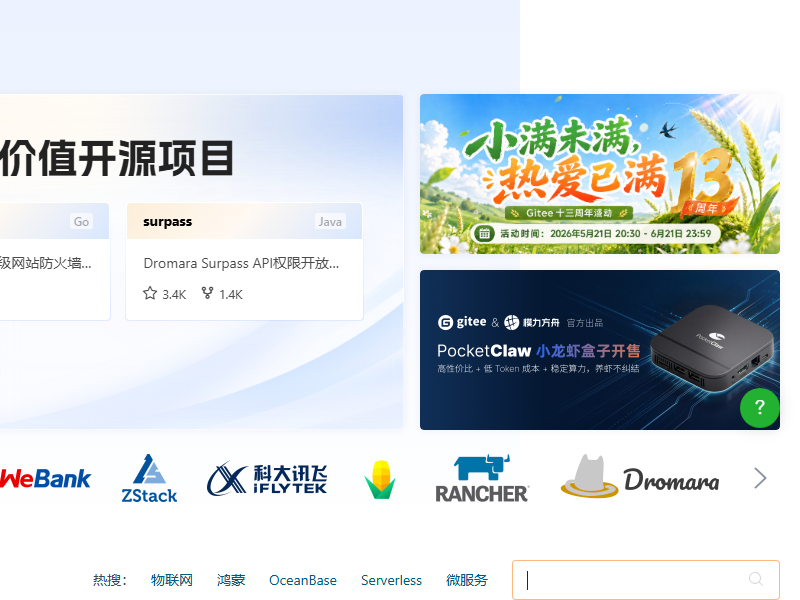 价值开源项目
Go
级网站防火墙...
surpass
Java
Dromara Surpass API权限开放...
3.4K
1.4K
小满未满，
热爱已满
13
周年
Gitee 十三周年活动
活动时间：2026年5月21日 20:30 - 6月21日 23:59
gitee & 模力方舟 官方出品
PocketClaw 小龙虾盒子开售
高性价比 + 低 Token 成本 + 稳定算力，养虾不纠结
PocketClaw
?
WeBank
ZStack
科大讯飞
iFLYTEK
RANCHER
Dromara
热搜：
物联网
鸿蒙
OceanBase
Serverless
微服务